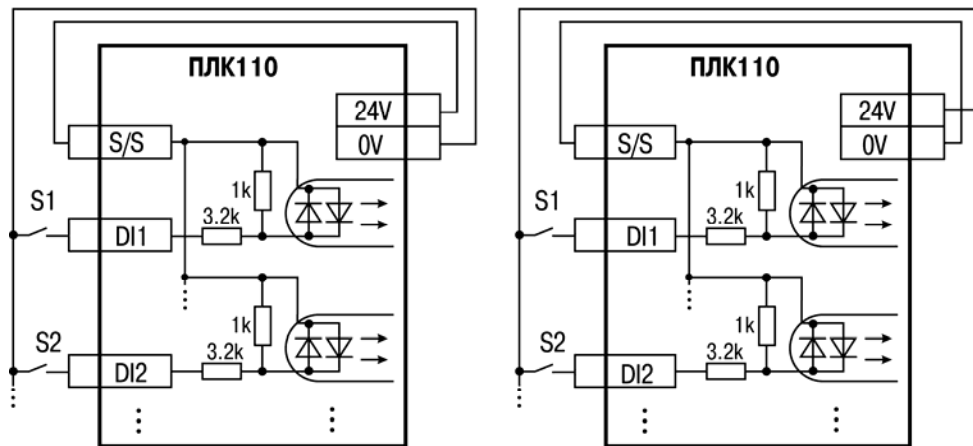 ПЛК110
24V
0V
S/S
1k
S1
3.2k
DI1
1k
S2
3.2k
DI2
ПЛК110
24V
0V
S/S
1k
S1
3.2k
DI1
1k
S2
3.2k
DI2